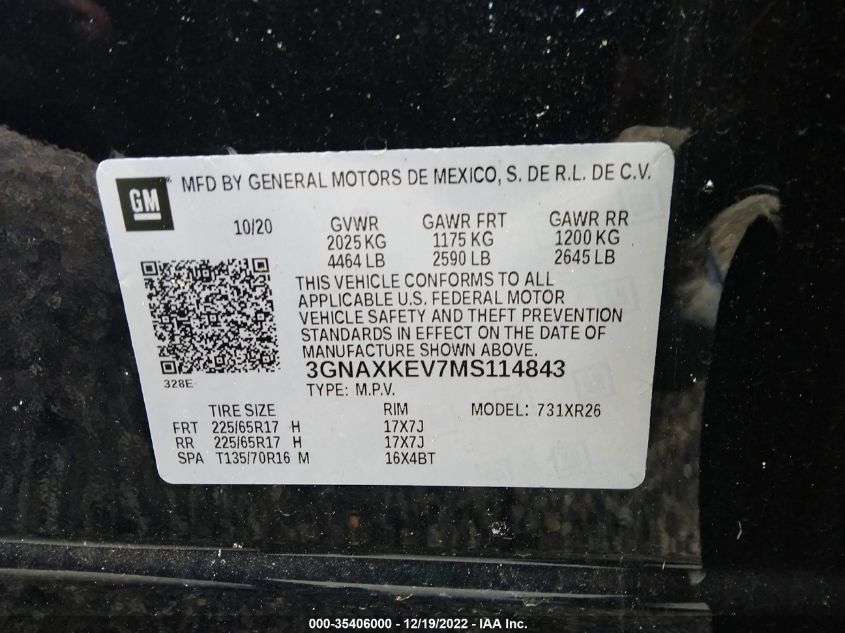 GM
MFD BY GENERAL MOTORS DE MEXICO, S. DE R.L. DE C.V.
10/20 GVWR GAWR FRT GAWR RR
2025 KG 1175 KG 1200 KG
4464 LB 2590 LB 2645 LB
THIS VEHICLE CONFORMS TO ALL
APPLICABLE U.S. FEDERAL MOTOR
VEHICLE SAFETY AND THEFT PREVENTION
STANDARDS IN EFFECT ON THE DATE OF
MANUFACTURE SHOWN ABOVE.
328E
3GNAXKEV7MS114843
TYPE: M.P.V.
TIRE SIZE RIM MODEL: 731XR26
FRT 225/65R17 H 17X7J
RR 225/65R17 H 17X7J
SPA T135/70R16 M 16X4BT
000-35406000 - 12/19/2022 - IAA Inc.